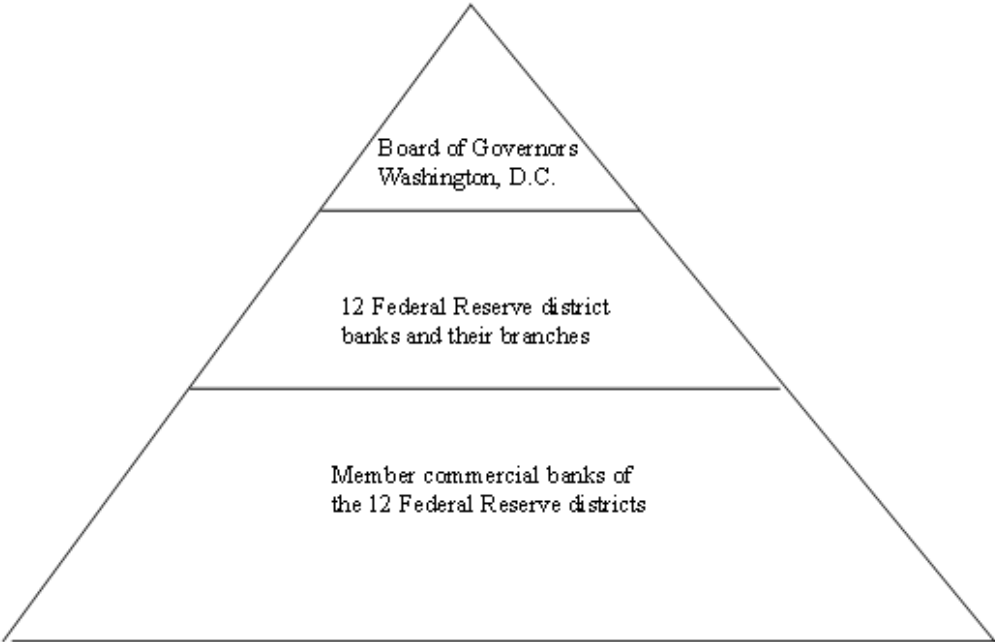 Board of Governors
Washington, D.C.
12 Federal Reserve district
banks and their branches
Member commercial banks of
the 12 Federal Reserve districts